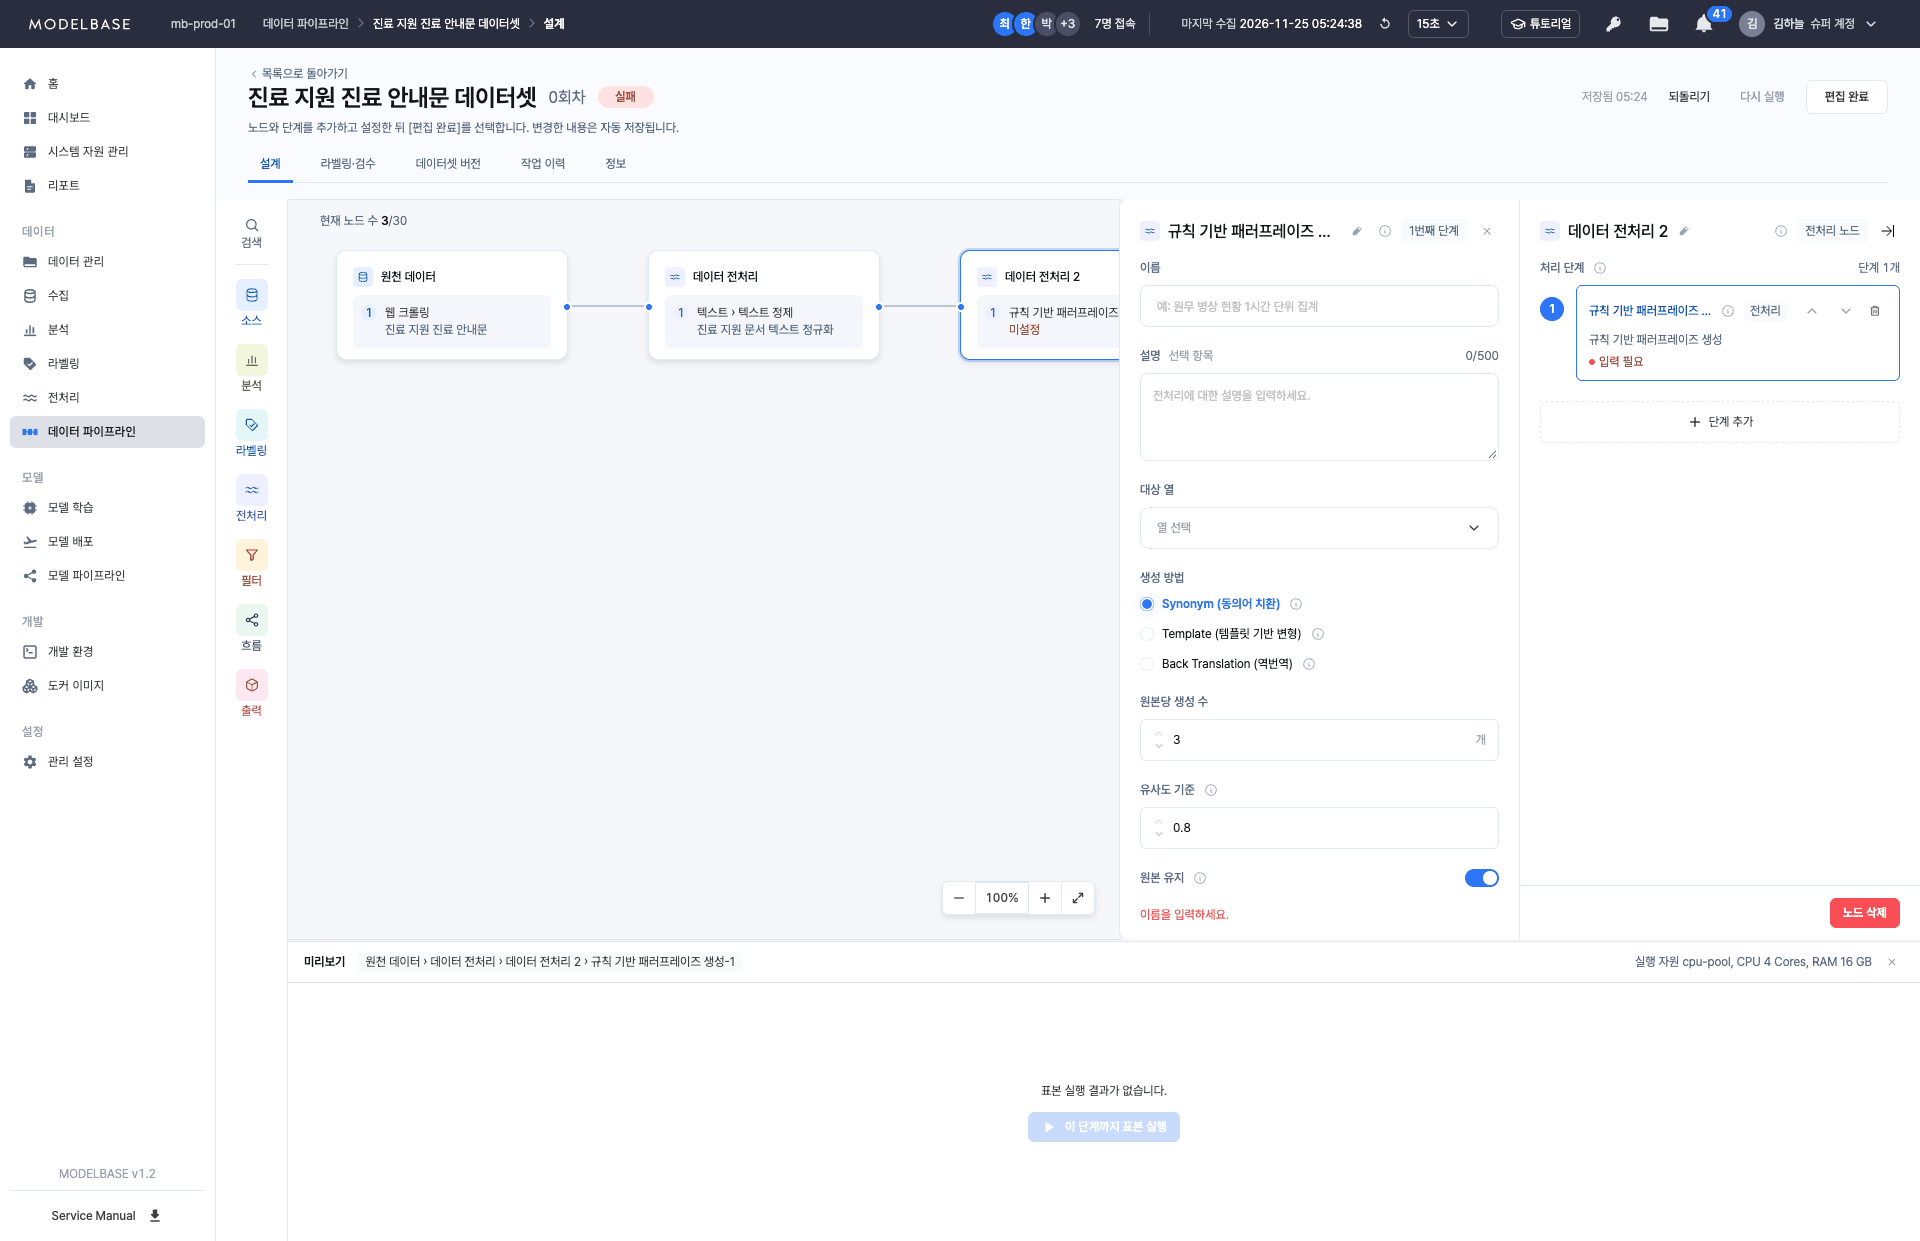 MODELBASE
mb-prod-01
데이터 파이프라인
진료 지원 진료 안내문 데이터셋
설계
최
한
박
+3
7명 접속
마지막 수집 2026-11-25 05:24:38
15초
튜토리얼
41
김
김하늘 슈퍼 계정
홈
대시보드
시스템 자원 관리
리포트
데이터
데이터 관리
수집
분석
라벨링
전처리
데이터 파이프라인
모델
모델 학습
모델 배포
모델 파이프라인
개발
개발 환경
도커 이미지
설정
관리 설정
MODELBASE v1.2
Service Manual
목록으로 돌아가기
진료 지원 진료 안내문 데이터셋 0회차 실패
노드와 단계를 추가하고 설정한 뒤 [편집 완료]를 선택합니다. 변경한 내용은 자동 저장됩니다.
저장됨 05:24
되돌리기
다시 실행
편집 완료
설계
라벨링·검수
데이터셋 버전
작업 이력
정보
검색
소스
분석
라벨링
전처리
필터
흐름
출력
현재 노드 수 3/30
원천 데이터
1 웹 크롤링
진료 지원 진료 안내문
데이터 전처리
1 텍스트 › 텍스트 정제
진료 지원 문서 텍스트 정규화
데이터 전처리 2
1 규칙 기반 패러프레이즈
미설정
100%
규칙 기반 패러프레이즈 ...
1번째 단계
이름
예: 원무 병상 현황 1시간 단위 집계
설명 선택 항목
0/500
전처리에 대한 설명을 입력하세요.
대상 열
열 선택
생성 방법
Synonym (동의어 치환)
Template (템플릿 기반 변형)
Back Translation (역번역)
원본당 생성 수
3
개
유사도 기준
0.8
원본 유지
이름을 입력하세요.
데이터 전처리 2
전처리 노드
처리 단계
단계 1개
1
규칙 기반 패러프레이즈 ...
전처리
규칙 기반 패러프레이즈 생성
입력 필요
단계 추가
노드 삭제
미리보기
원천 데이터 › 데이터 전처리 › 데이터 전처리 2 › 규칙 기반 패러프레이즈 생성-1
실행 자원 cpu-pool, CPU 4 Cores, RAM 16 GB
표본 실행 결과가 없습니다.
이 단계까지 표본 실행